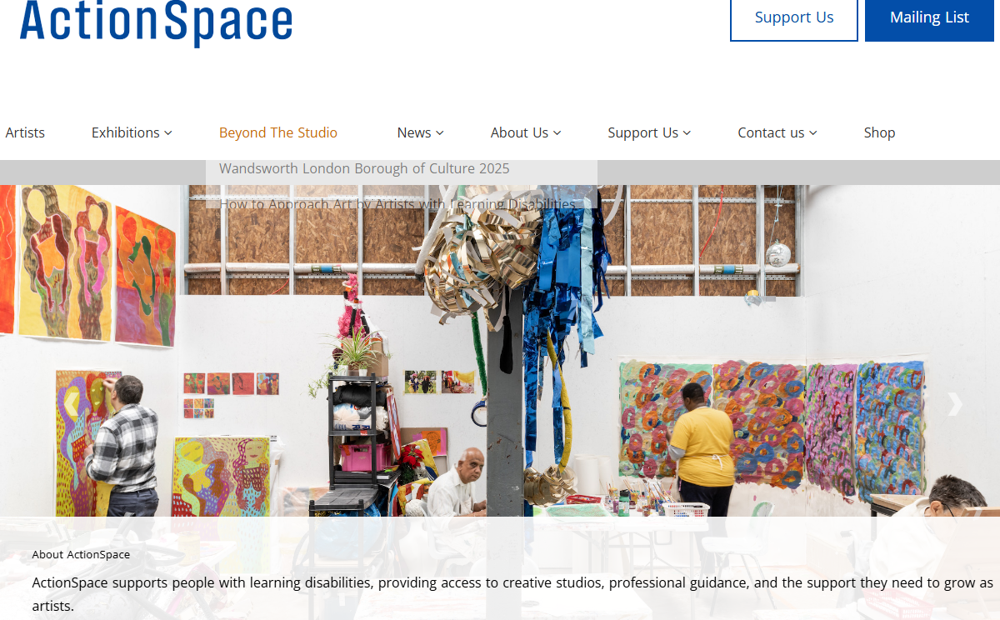 ActionSpace
Support Us
Mailing List
Artists
Exhibitions
Beyond The Studio
News
About Us
Support Us
Contact us
Shop
Wandsworth London Borough of Culture 2025
How to Approach Art by Artists with Learning Disabilities
About ActionSpace
ActionSpace supports people with learning disabilities, providing access to creative studios, professional guidance, and the support they need to grow as
artists.